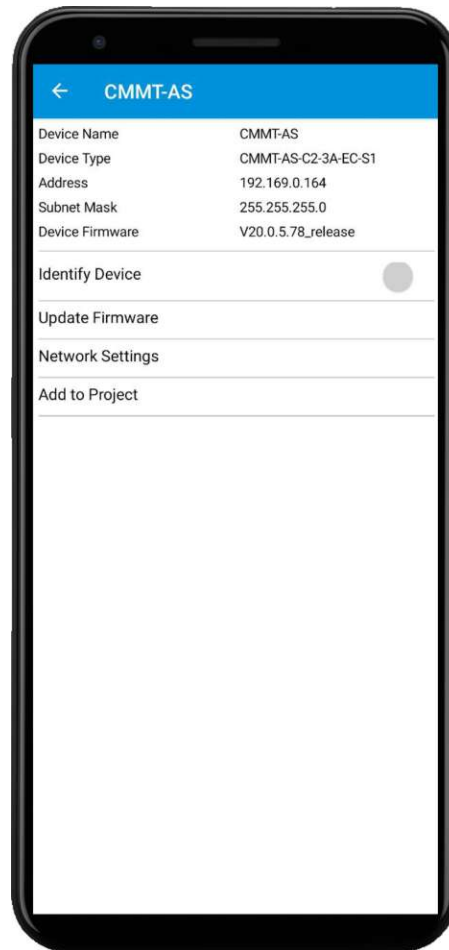 CMMT-AS
Device Name CMMT-AS
Device Type CMMT-AS-C2-3A-EC-S1
Address 192.169.0.164
Subnet Mask 255.255.255.0
Device Firmware V20.0.5.78_release
Identify Device
Update Firmware
Network Settings
Add to Project